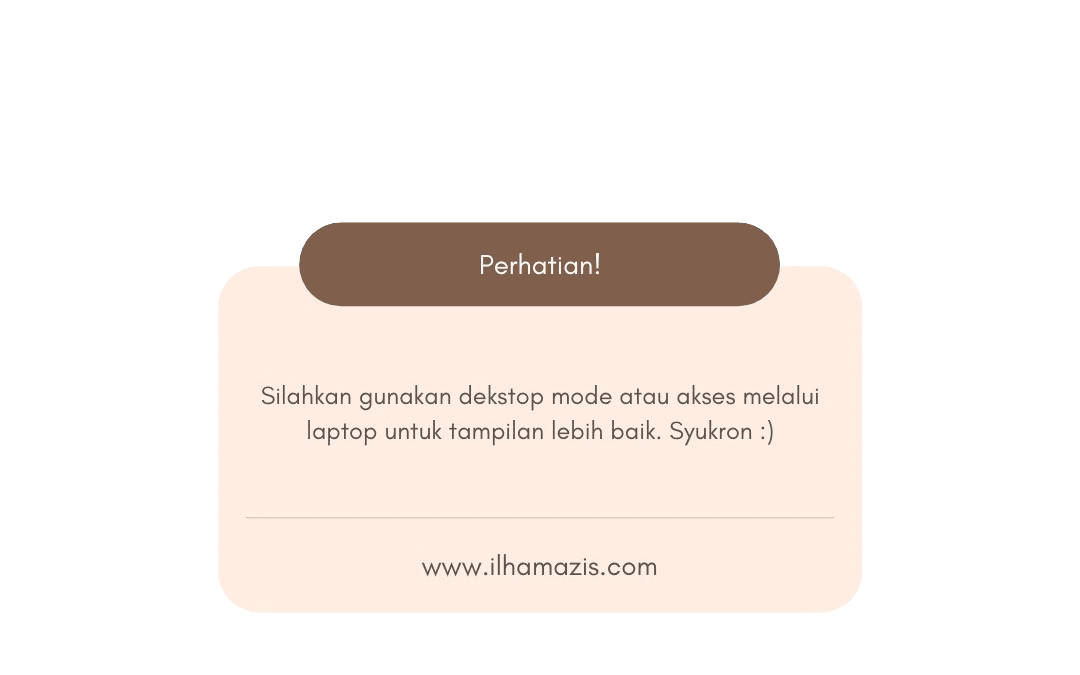 Perhatian!
Silahkan gunakan dekstop mode atau akses melalui
laptop untuk tampilan lebih baik. Syukron :)
www.ilhamazis.com